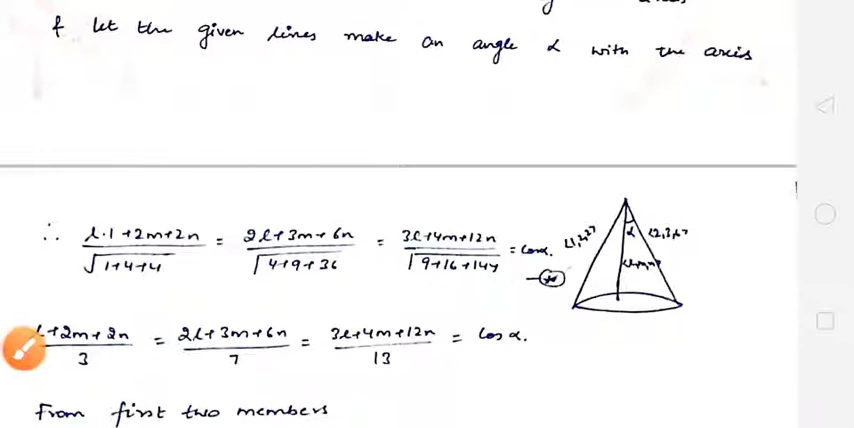 & let the given lines make an angle α with the axis
∴ (l·1+2m+2n)/√(1+4+4) = (2l+3m+6n)/√(4+9+36) = (3l+4m+12n)/√(9+16+144) = cosα. —(*)
<1,2,2> α <2,3,6>
<l,m,n>
(l+2m+2n)/3 = (2l+3m+6n)/7 = (3l+4m+12n)/13 = cosα.
From first two members